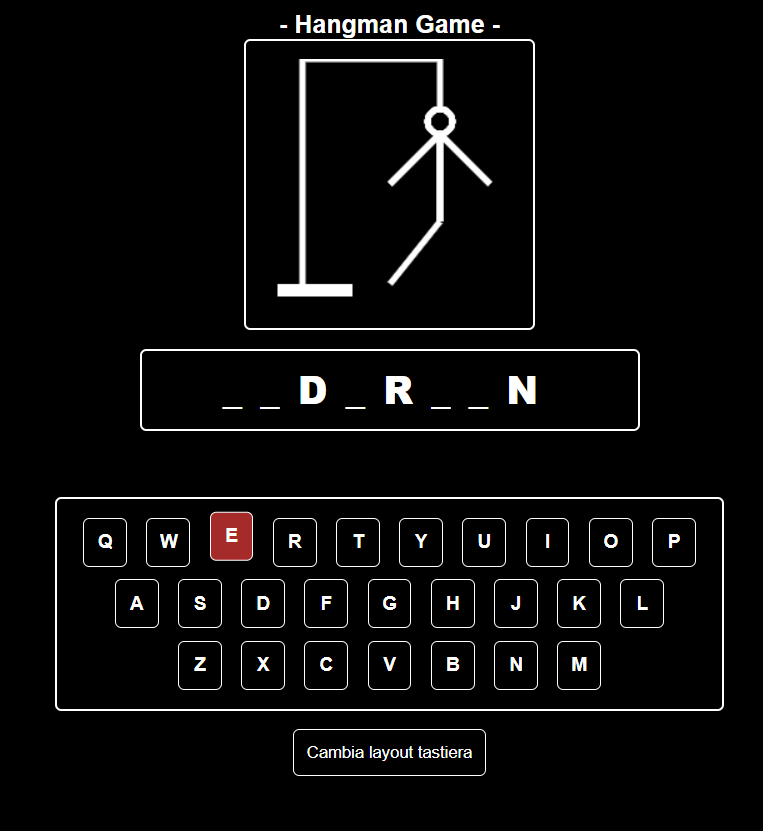 - Hangman Game -
_ _ D _ R _ _ N
Q W E R T Y U I O P
A S D F G H J K L
Z X C V B N M
Cambia layout tastiera